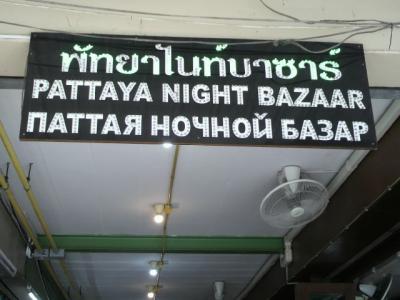 พัทยาไนท์บาซาร์
PATTAYA NIGHT BAZAAR
ПАТТАЯ НОЧНОЙ БАЗАР